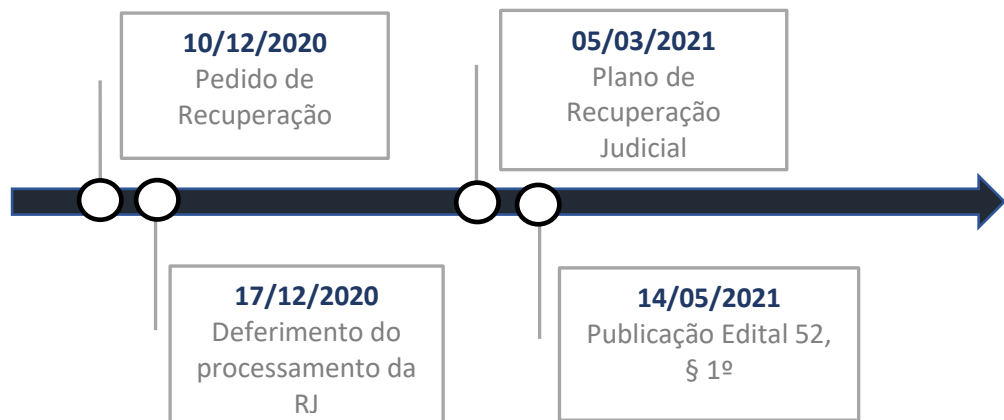 10/12/2020
Pedido de
Recuperação
05/03/2021
Plano de
Recuperação
Judicial
17/12/2020
Deferimento do
processamento da
RJ
14/05/2021
Publicação Edital 52,
§ 1º